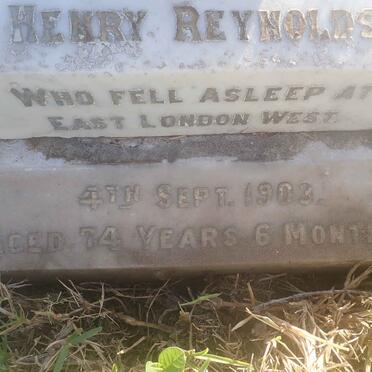 HENRY REYNOLDS
WHO FELL ASLEEP AT
EAST LONDON WEST.
4TH SEPT. 1903.
AGED 74 YEARS 6 MONTHS